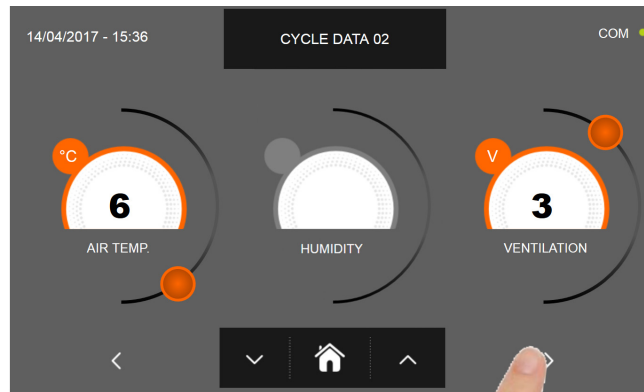 14/04/2017 - 15:36
CYCLE DATA 02
COM
°C
V
6
3
AIR TEMP.
HUMIDITY
VENTILATION